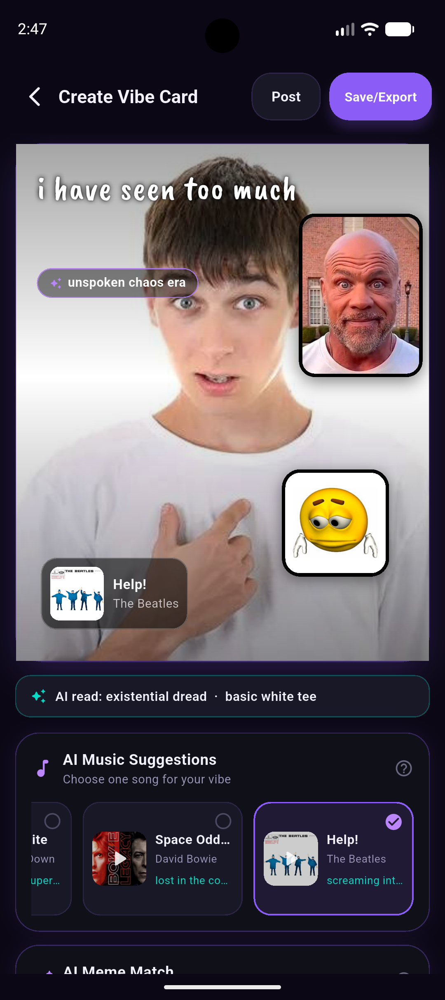 2:47
Create Vibe Card
Post
Save/Export
i have seen too much
unspoken chaos era
THE BEATLES
HELP!
Help!
The Beatles
AI read: existential dread · basic white tee
AI Music Suggestions
Choose one song for your vibe
ite
Down
uper...
BOWIE
LEGACY
Space Odd...
David Bowie
lost in the co...
THE BEATLES
HELP!
Help!
The Beatles
screaming int...
AI Meme Match